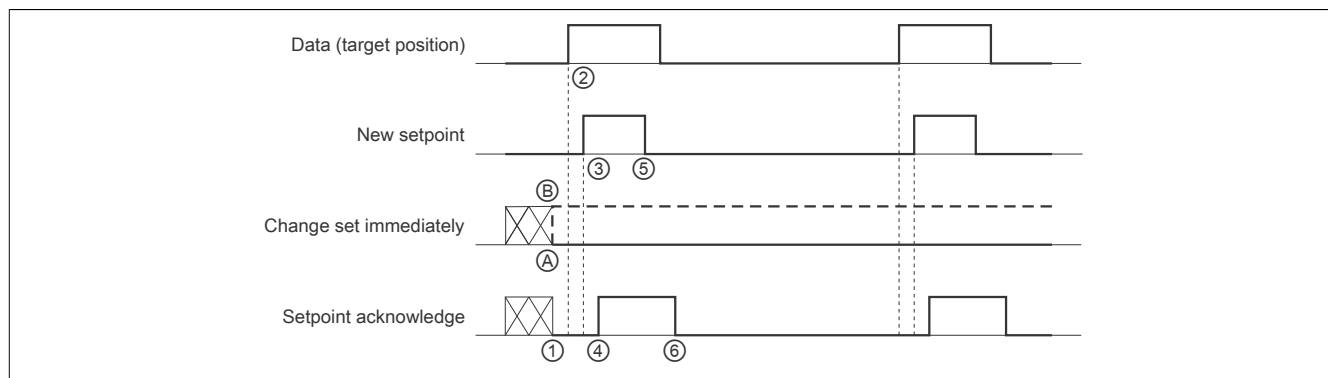 Data (target position)
②
New setpoint
③ ⑤
Ⓑ
Change set immediately
Ⓐ
Setpoint acknowledge
① ④ ⑥